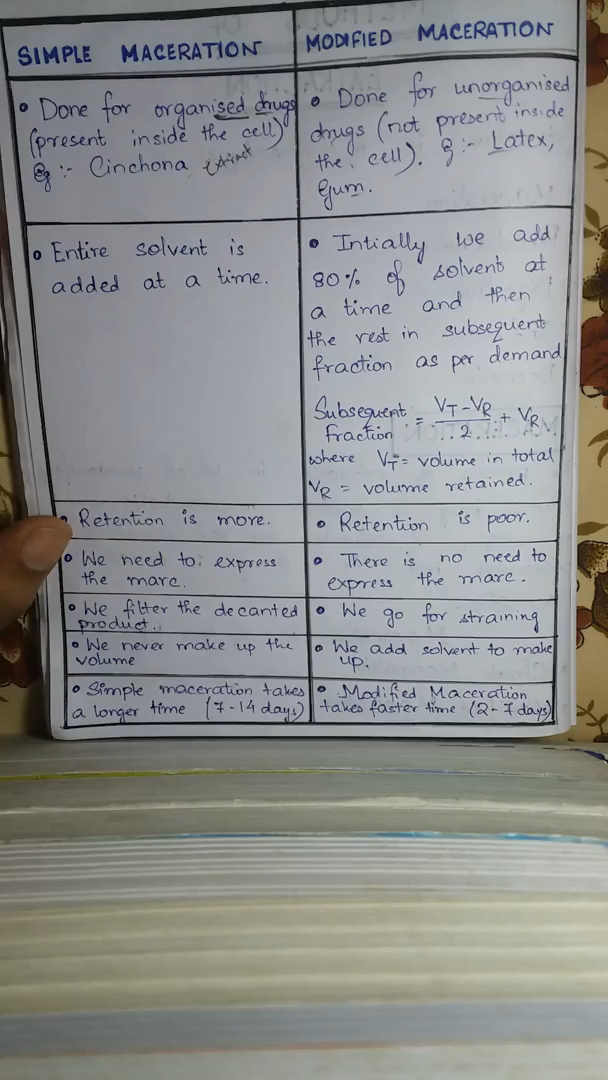 SIMPLE MACERATION
MODIFIED MACERATION
• Done for organised drugs
(present inside the cell)
Eg :- Cinchona extract
• Done for unorganised
drugs (not present inside
the cell). Eg :- Latex,
Gum.
• Entire solvent is
added at a time.
• Intially we add
80% of solvent at
a time and then
the rest in subsequent
fraction as per demand
Subsequent fraction = (VT - VR)/2 + VR
where VT = volume in total
VR = volume retained.
• Retention is more.
• Retention is poor.
• We need to express
the marc.
• There is no need to
express the marc.
• We filter the decanted
product.
• We go for straining
• We never make up the
volume
• We add solvent to make
up.
• Simple maceration takes
a longer time (7-14 days)
• Modified Maceration
takes faster time (2-7 days)